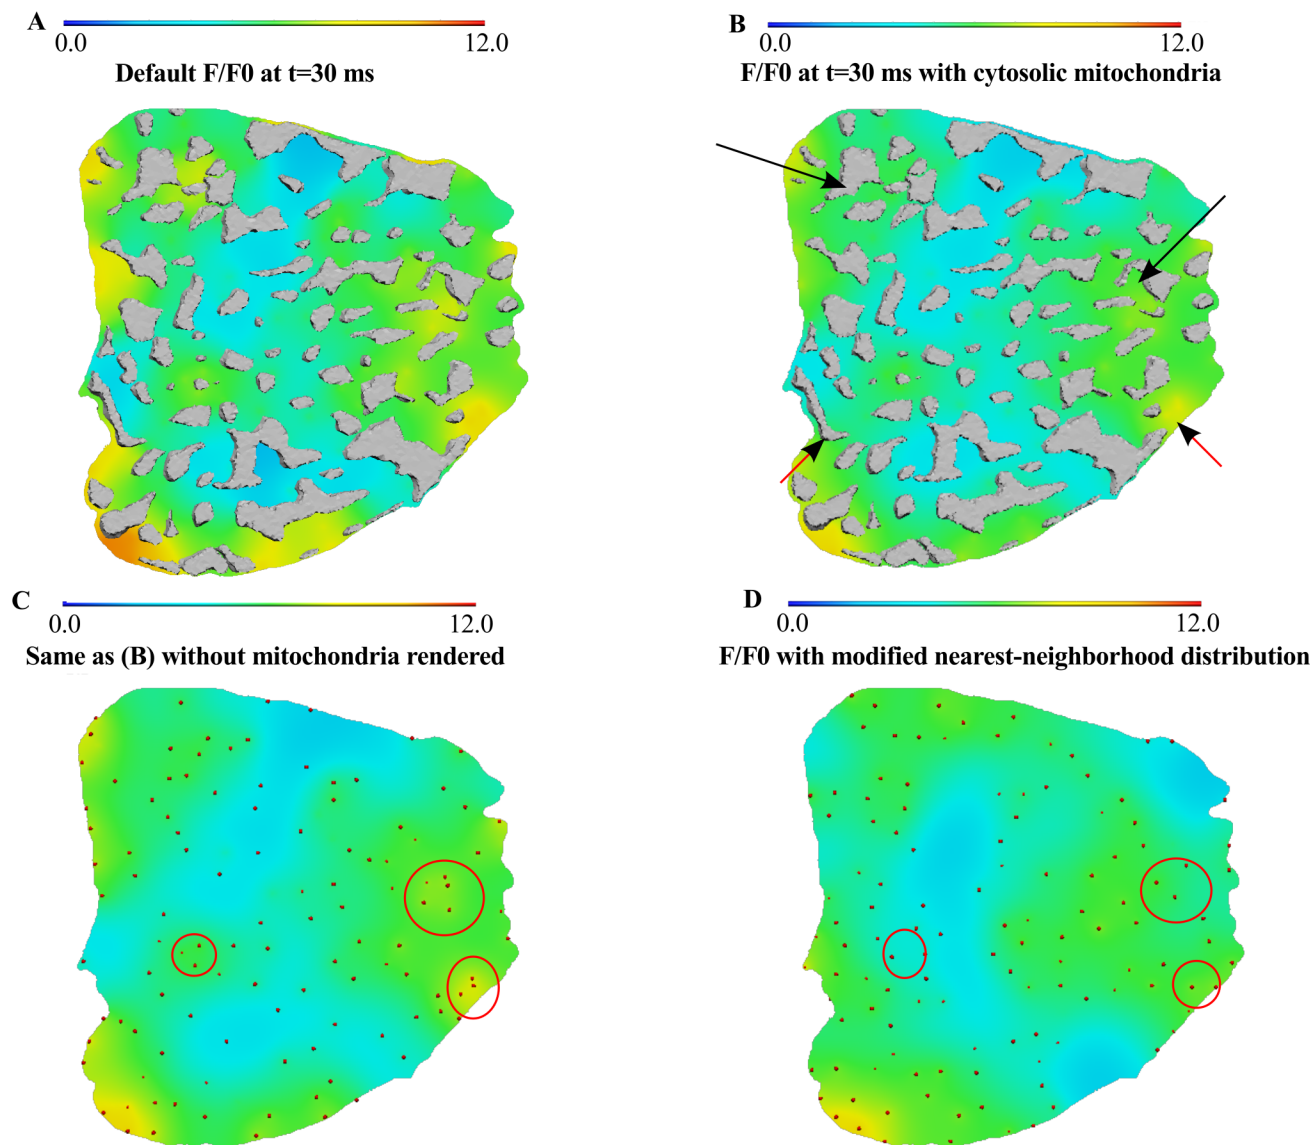 A
0.0 12.0
Default F/F0 at t=30 ms
B
0.0 12.0
F/F0 at t=30 ms with cytosolic mitochondria
C
0.0 12.0
Same as (B) without mitochondria rendered
D
0.0 12.0
F/F0 with modified nearest-neighborhood distribution